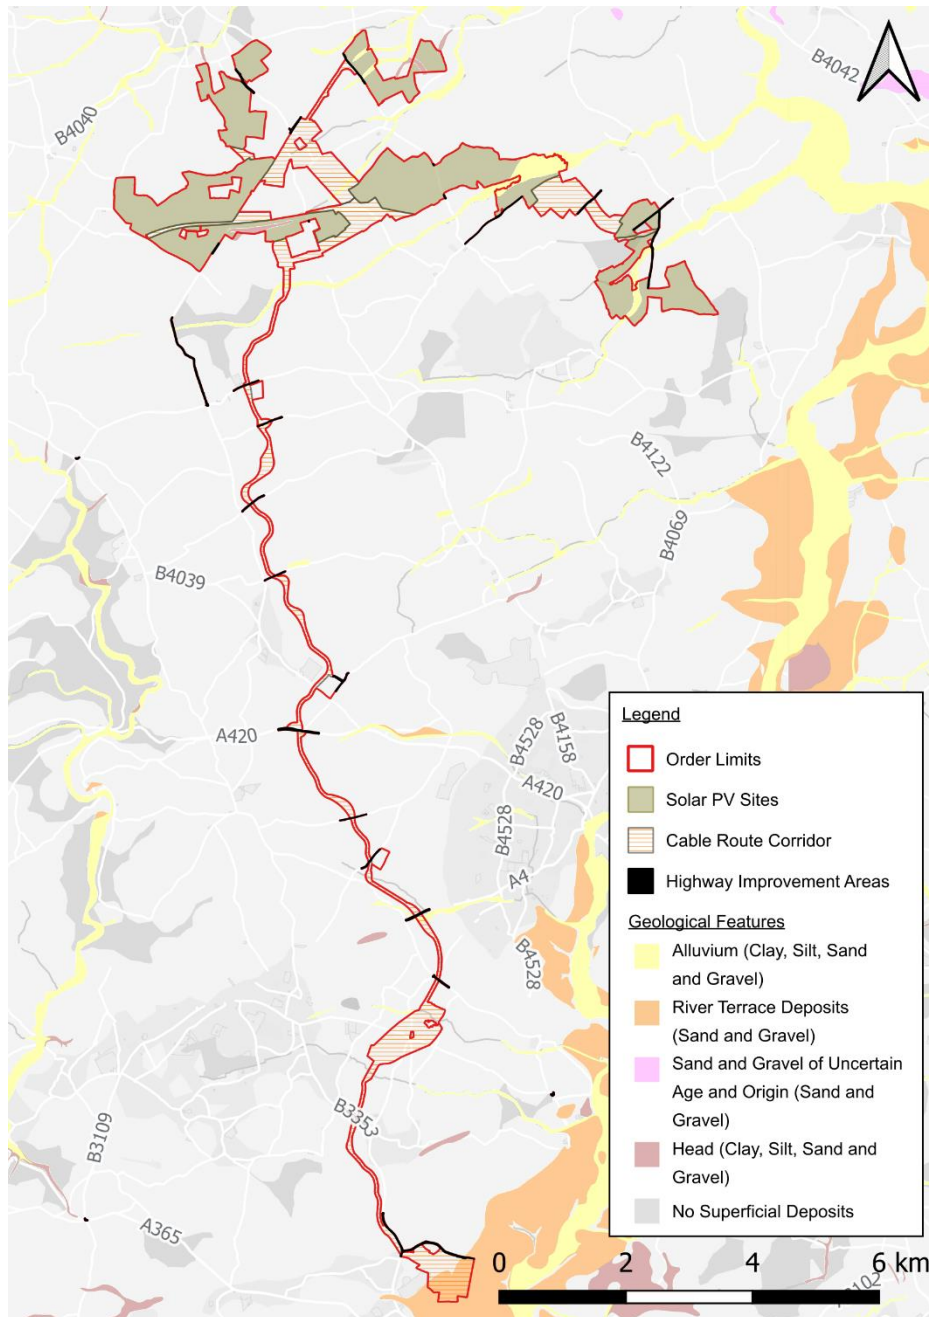 B4042
B4040
B4122
B4069
B4039
A420
B4528
B4158
A420
B4528
A4
B4528
B3353
B3109
A365
Legend
Order Limits
Solar PV Sites
Cable Route Corridor
Highway Improvement Areas
Geological Features
Alluvium (Clay, Silt, Sand
and Gravel)
River Terrace Deposits
(Sand and Gravel)
Sand and Gravel of Uncertain
Age and Origin (Sand and
Gravel)
Head (Clay, Silt, Sand and
Gravel)
No Superficial Deposits
0 2 4 6 km